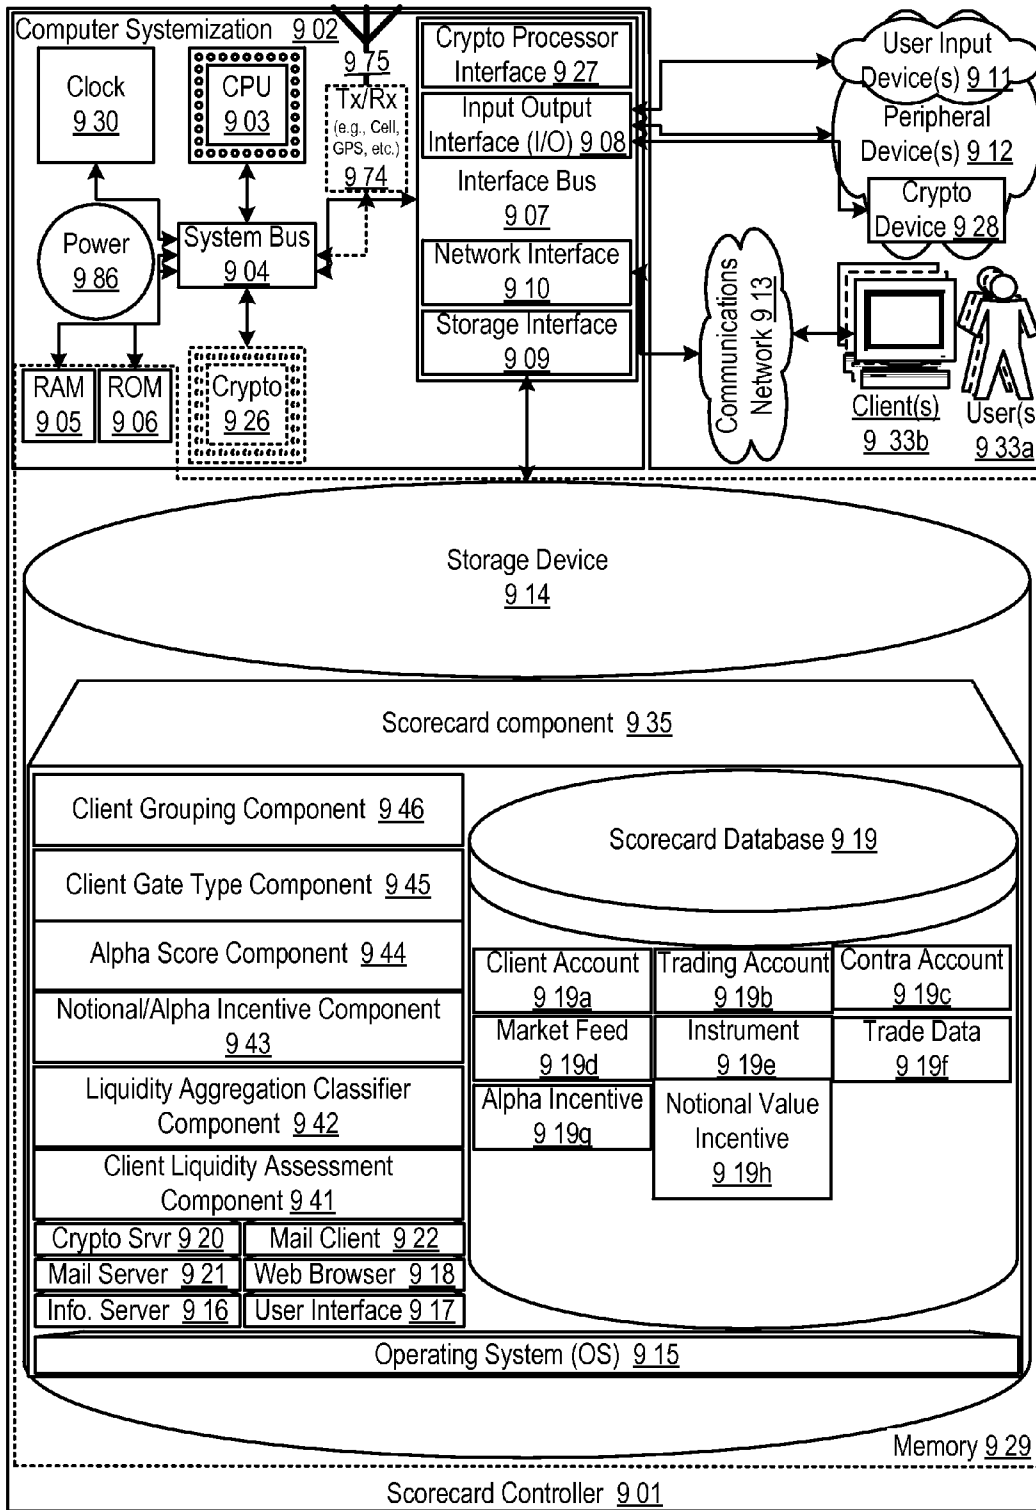 Computer Systemization 9 02
Clock
9 30
CPU
9 03
9 75
Tx/Rx
(e.g., Cell,
GPS, etc.)
9 74
Power
9 86
System Bus
9 04
RAM
9 05
ROM
9 06
Crypto
9 26
Crypto Processor
Interface 9 27
Input Output
Interface (I/O) 9 08
Interface Bus
9 07
Network Interface
9 10
Storage Interface
9 09
User Input
Device(s) 9 11
Peripheral
Device(s) 9 12
Crypto
Device 9 28
Communications
Network 9 13
Client(s)
9 33b
User(s
9 33a
Storage Device
9 14
Scorecard component 9 35
Client Grouping Component 9 46
Client Gate Type Component 9 45
Alpha Score Component 9 44
Notional/Alpha Incentive Component
9 43
Liquidity Aggregation Classifier
Component 9 42
Client Liquidity Assessment
Component 9 41
Crypto Srvr 9 20
Mail Client 9 22
Mail Server 9 21
Web Browser 9 18
Info. Server 9 16
User Interface 9 17
Scorecard Database 9 19
Client Account
9 19a
Trading Account
9 19b
Contra Account
9 19c
Market Feed
9 19d
Instrument
9 19e
Trade Data
9 19f
Alpha Incentive
9 19g
Notional Value
Incentive
9 19h
Operating System (OS) 9 15
Memory 9 29
Scorecard Controller 9 01